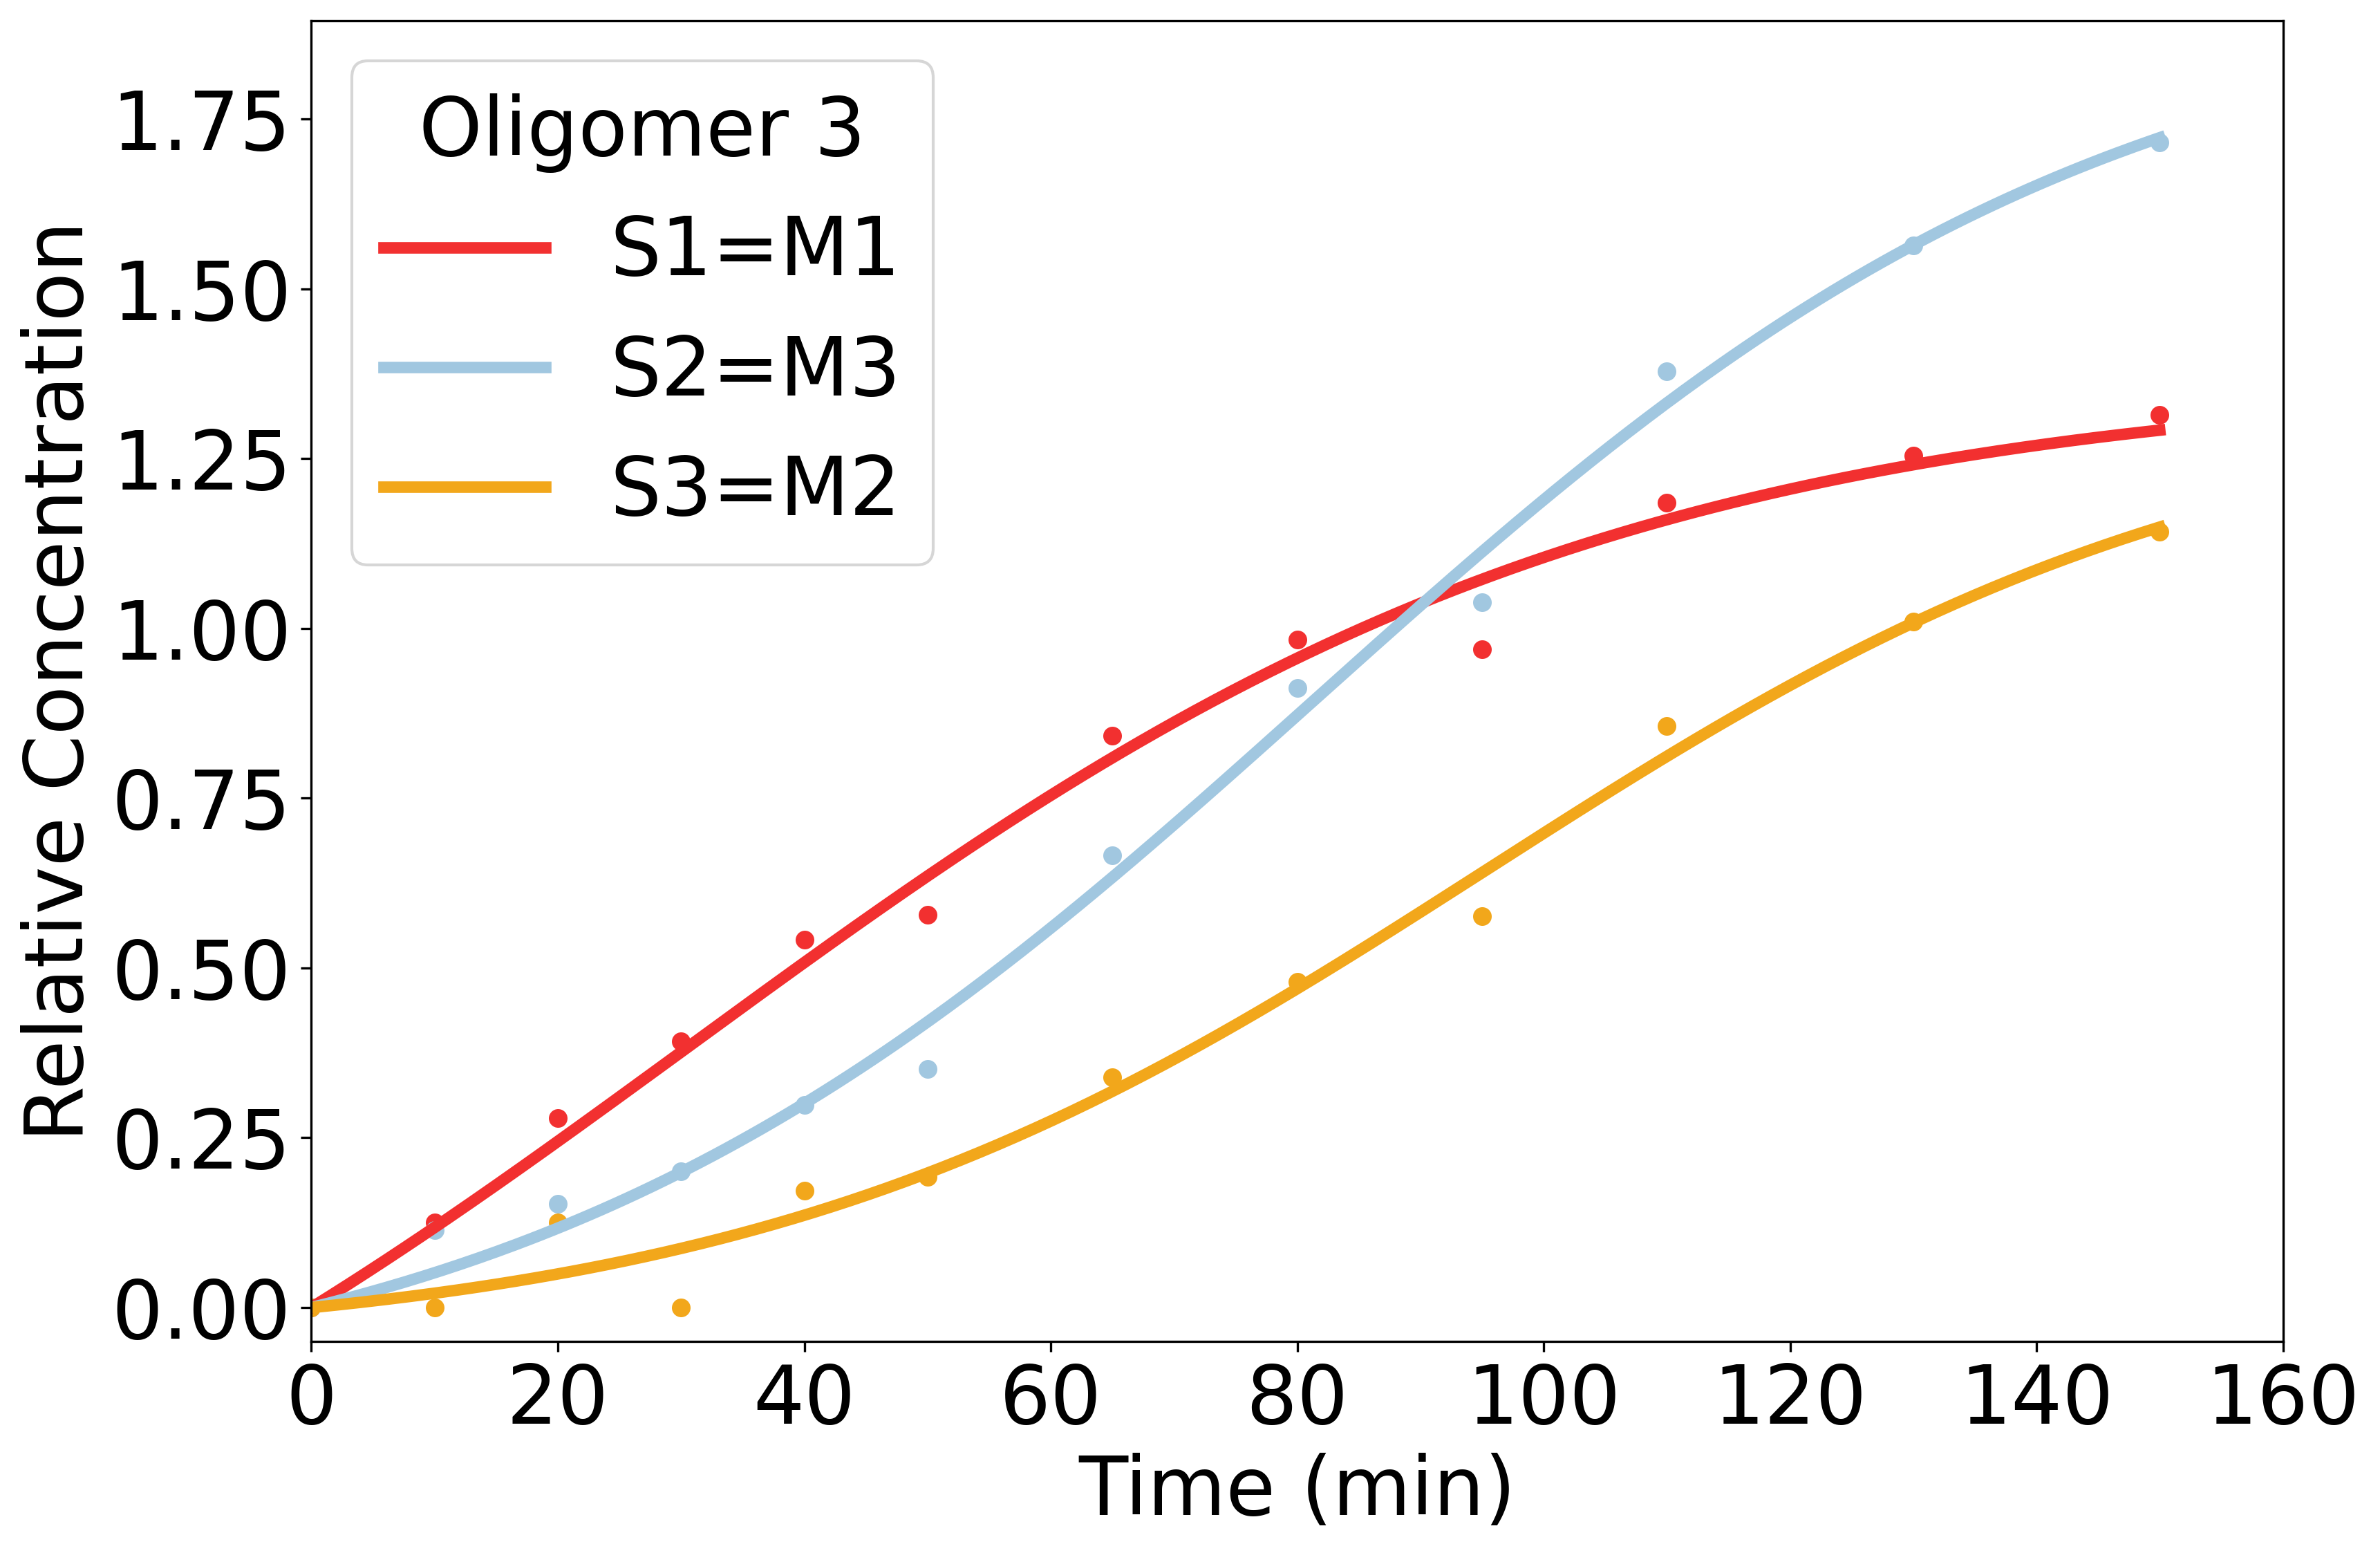 Oligomer 3
S1=M1
S2=M3
S3=M2
Relative Concentration
1.75
1.50
1.25
1.00
0.75
0.50
0.25
0.00
0 20 40 60 80 100 120 140 160
Time (min)